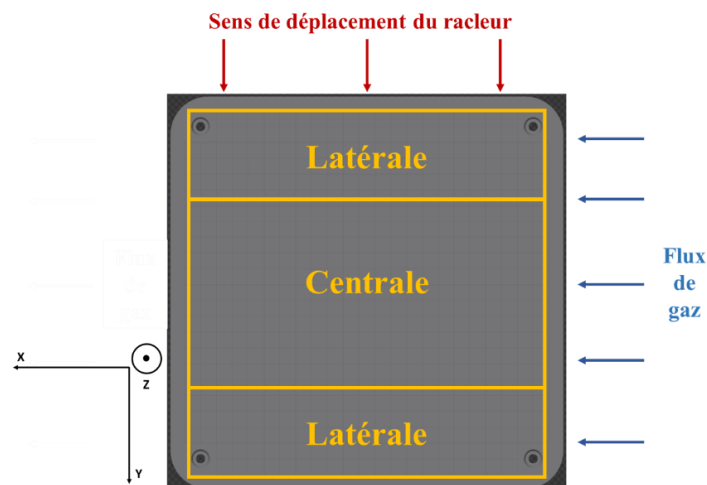 Sens de déplacement du racleur
Latérale
Centrale
Flux
de
gaz
X
Z
Latérale
Y